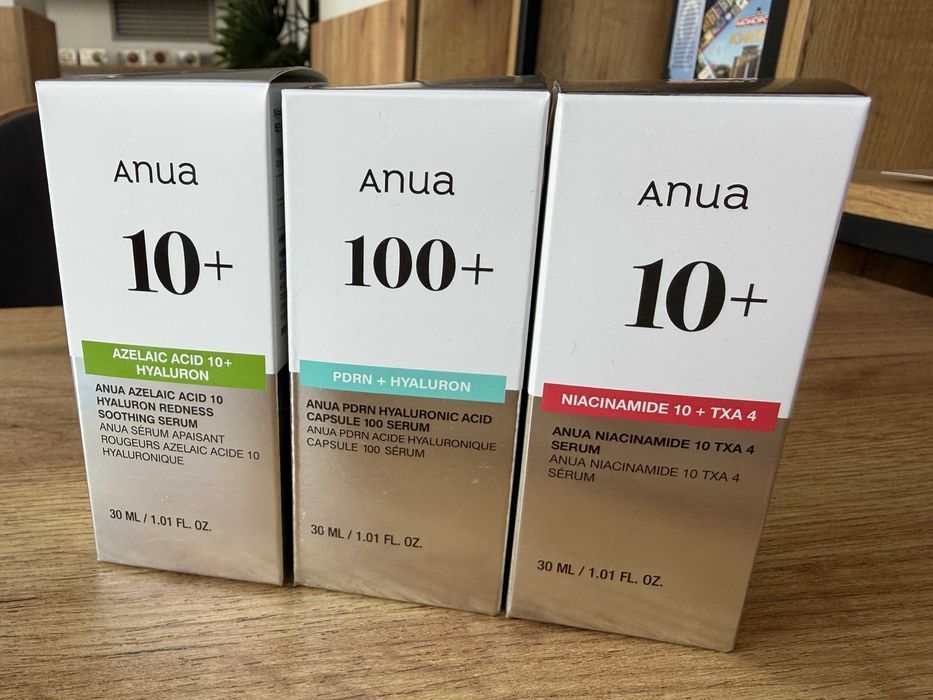 Anua
10+
AZELAIC ACID 10+
HYALURON
ANUA AZELAIC ACID 10
HYALURON REDNESS
SOOTHING SERUM
ANUA SÉRUM APAISANT
ROUGEURS AZELAIC ACIDE 10
HYALURONIQUE
30 ML / 1.01 FL. OZ.
Anua
100+
PDRN + HYALURON
ANUA PDRN HYALURONIC ACID
CAPSULE 100 SERUM
ANUA PDRN ACIDE HYALURONIQUE
CAPSULE 100 SÉRUM
30 ML / 1.01 FL. OZ.
Anua
10+
NIACINAMIDE 10 + TXA 4
ANUA NIACINAMIDE 10 TXA 4
SERUM
ANUA NIACINAMIDE 10 TXA 4
SÉRUM
30 ML / 1.01 FL. OZ.